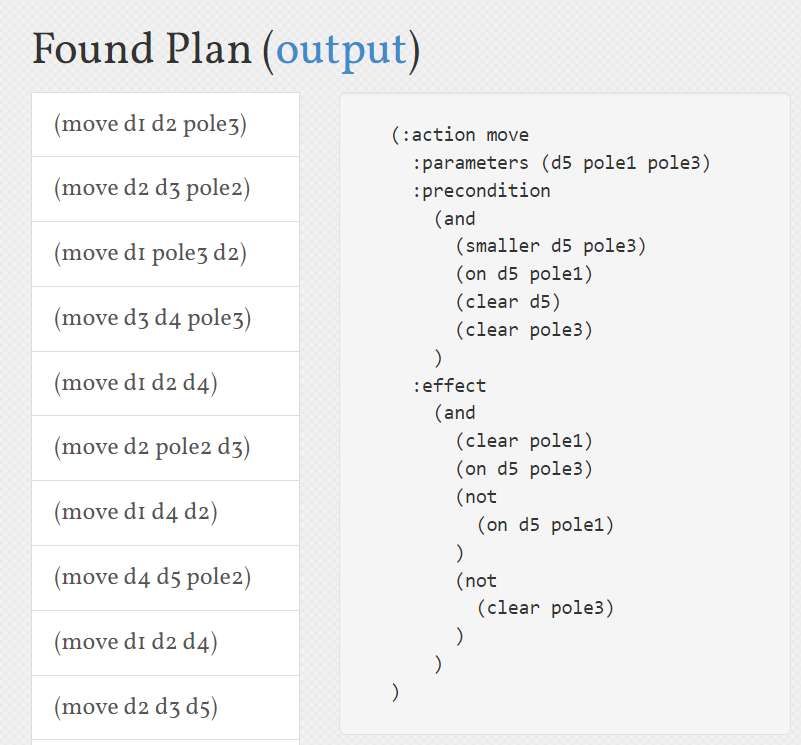 Found Plan (output)
(move d1 d2 pole3)
(move d2 d3 pole2)
(move d1 pole3 d2)
(move d3 d4 pole3)
(move d1 d2 d4)
(move d2 pole2 d3)
(move d1 d4 d2)
(move d4 d5 pole2)
(move d1 d2 d4)
(move d2 d3 d5)
(:action move
  :parameters (d5 pole1 pole3)
  :precondition
    (and
      (smaller d5 pole3)
      (on d5 pole1)
      (clear d5)
      (clear pole3)
    )
  :effect
    (and
      (clear pole1)
      (on d5 pole3)
      (not
        (on d5 pole1)
      )
      (not
        (clear pole3)
      )
    )
)